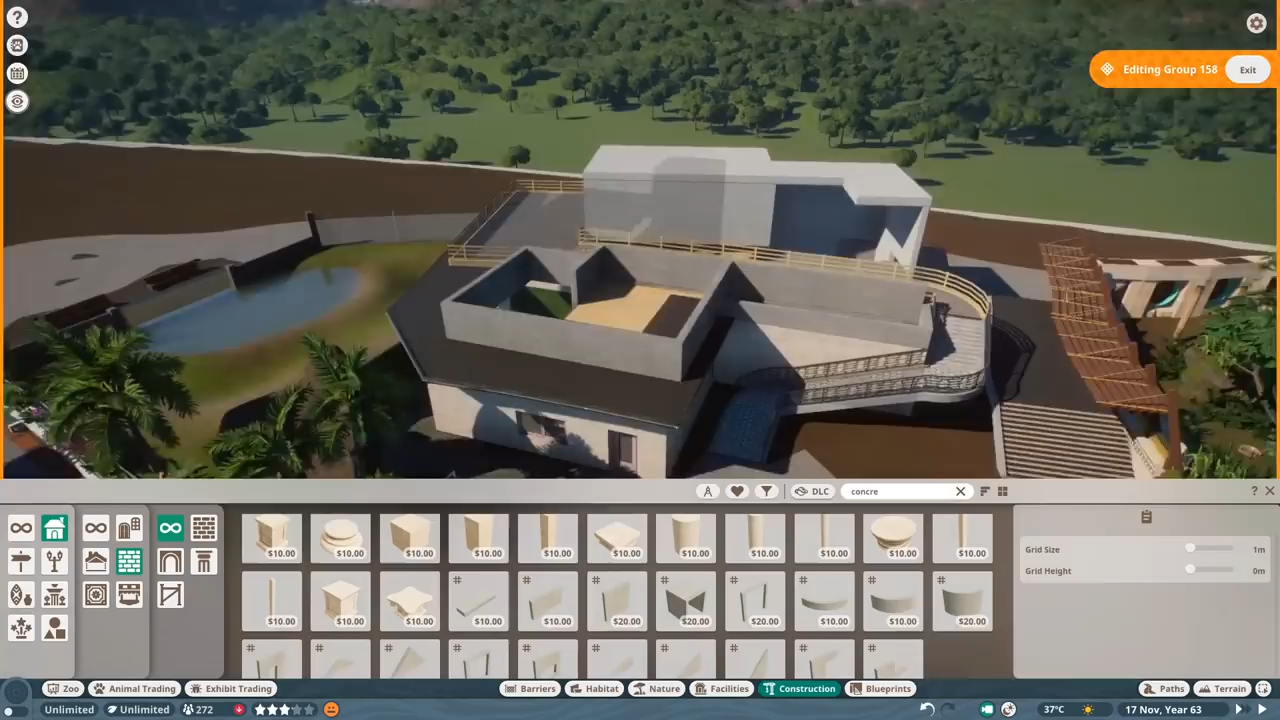 Editing Group 158
Exit
DLC
concre
$10.00 $10.00 $10.00 $10.00 $10.00 $10.00 $10.00 $10.00 $10.00 $10.00 $10.00
$10.00 $10.00 $10.00 $10.00 $10.00 $20.00 $20.00 $20.00 $10.00 $10.00 $20.00
Grid Size 1m
Grid Height 0m
Zoo Animal Trading Exhibit Trading Barriers Habitat Nature Facilities Construction Blueprints Paths Terrain
Unlimited Unlimited 272 37°C 17 Nov, Year 63